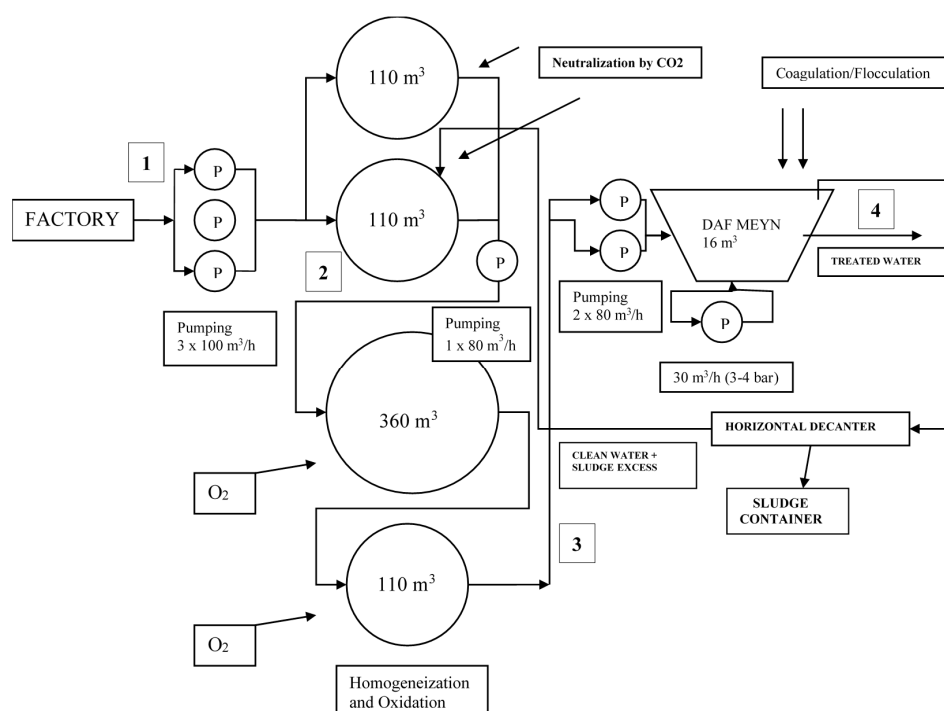 110 m³
Neutralization by CO2
Coagulation/Flocculation
1
P
P
P
FACTORY
110 m³
2
P
P
P
DAF MEYN
16 m³
4
TREATED WATER
P
Pumping
3 x 100 m³/h
Pumping
1 x 80 m³/h
Pumping
2 x 80 m³/h
30 m³/h (3-4 bar)
360 m³
HORIZONTAL DECANTER
CLEAN WATER +
SLUDGE EXCESS
O₂
SLUDGE
CONTAINER
3
110 m³
O₂
Homogeneization
and Oxidation